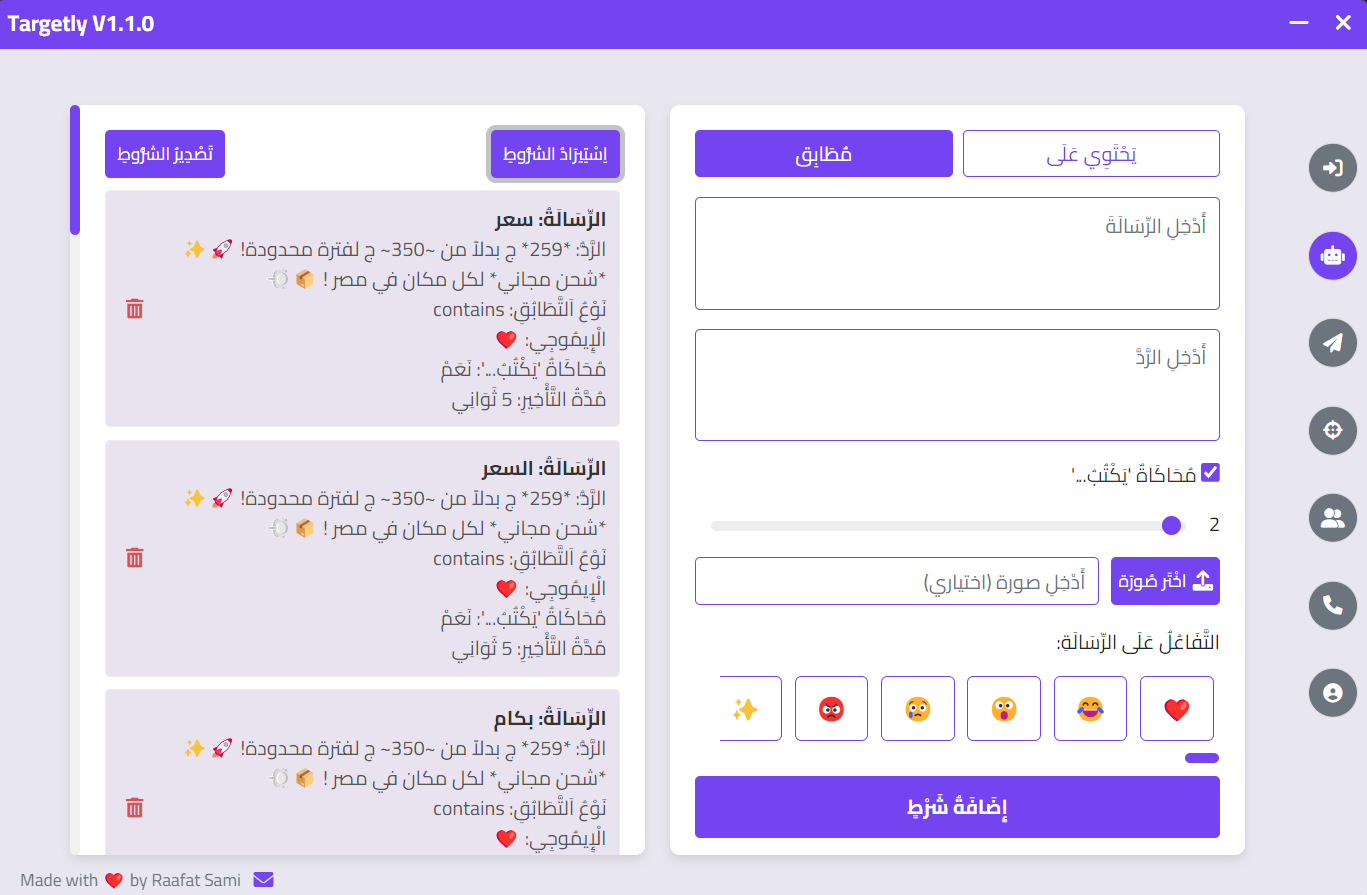 Targetly V1.1.0
يَحْتَوِي عَلَى
مُطَابِق
أَدْخِلِ الرِّسَالَةَ
أَدْخِلِ الرَّدَّ
مُحَاكَاةُ 'يَكْتُبُ...'
2
اخْتَر صُورَة
أَدْخِلِ صورة (اختياري)
التَّفَاعُلُ عَلَى الرِّسَالَةِ:
❤️ 😂 😲 😢 😡 ✨
إِضَافَةُ شَرْطٍ
اِسْتِيرَادُ الشُّرُوطِ
تَصْدِيرُ الشُّرُوطِ
الرِّسَالَةُ: سعر
الرَّدُّ: *259* ج بدلاً من ~350~ ج لفترة محدودة! 🚀 ✨
*شحن مجاني* لكل مكان في مصر ! 📦 💨
نَوْعُ اَلتَّطَابُقِ: contains
الْإِيمُوجِي: ❤️
مُحَاكَاةُ 'يَكْتُبُ...': نَعَمْ
مُدَّةُ التَّأْخِيرِ: 5 ثَوَانِي
الرِّسَالَةُ: السعر
الرَّدُّ: *259* ج بدلاً من ~350~ ج لفترة محدودة! 🚀 ✨
*شحن مجاني* لكل مكان في مصر ! 📦 💨
نَوْعُ اَلتَّطَابُقِ: contains
الْإِيمُوجِي: ❤️
مُحَاكَاةُ 'يَكْتُبُ...': نَعَمْ
مُدَّةُ التَّأْخِيرِ: 5 ثَوَانِي
الرِّسَالَةُ: بكام
الرَّدُّ: *259* ج بدلاً من ~350~ ج لفترة محدودة! 🚀 ✨
*شحن مجاني* لكل مكان في مصر ! 📦 💨
نَوْعُ اَلتَّطَابُقِ: contains
الْإِيمُوجِي: ❤️
Made with ❤️ by Raafat Sami